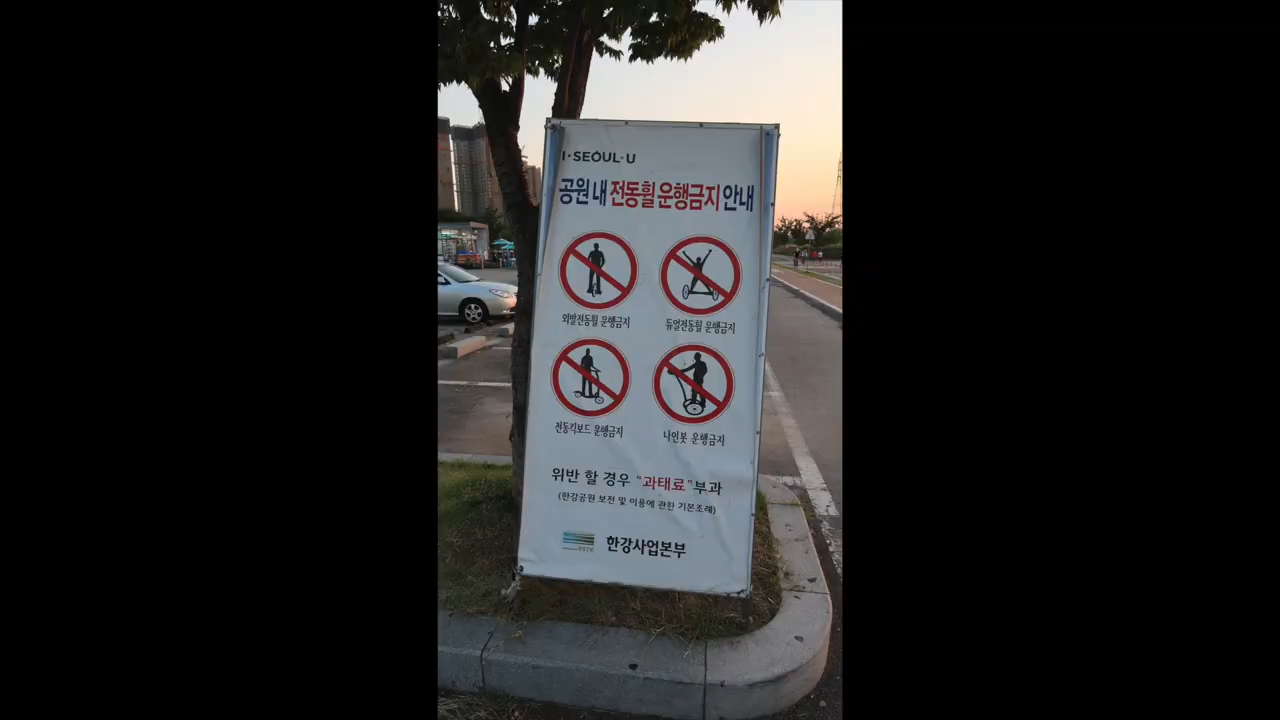 I·SEOUL·U
공원 내 전동휠 운행금지 안내
외발전동휠 운행금지
듀얼전동휠 운행금지
전동킥보드 운행금지
나인봇 운행금지
위반 할 경우 "과태료" 부과
(한강공원 보전 및 이용에 관한 기본조례)
한강사업본부